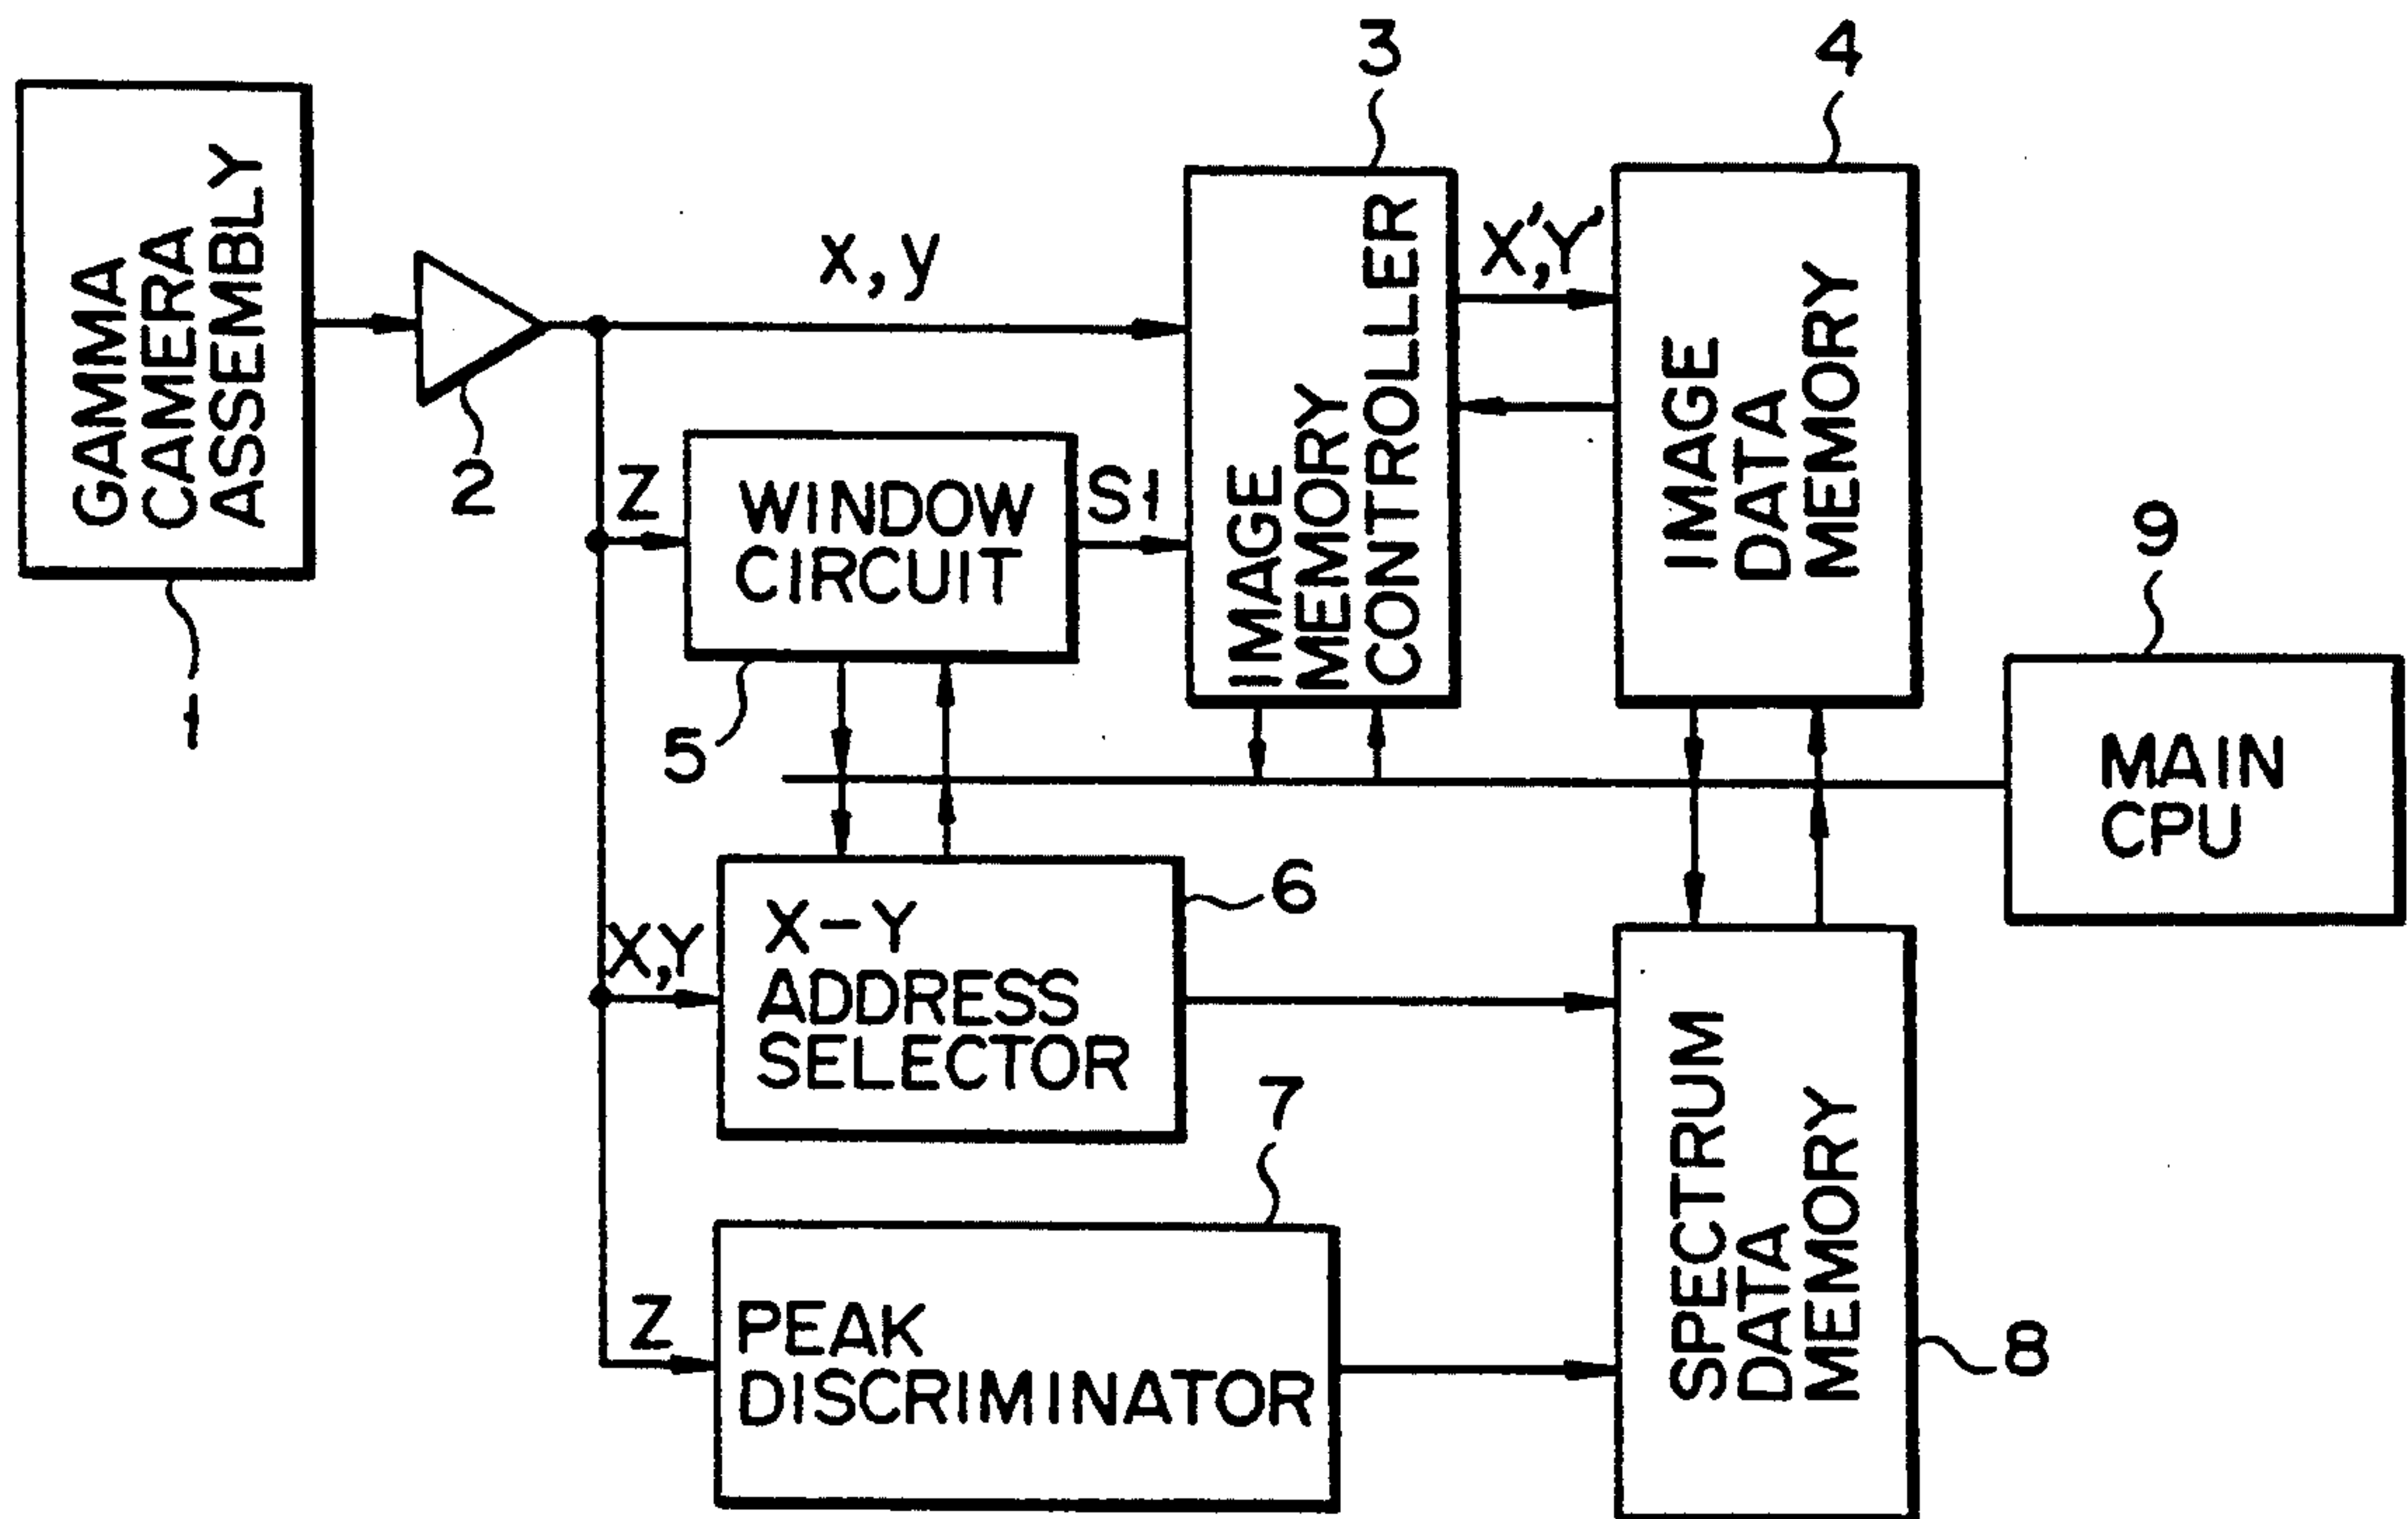 3
4
GAMMA
CAMERA
ASSEMBLY
x,y
IMAGE
MEMORY
CONTROLLER
X',Y'
IMAGE
DATA
MEMORY
2
Z
WINDOW
CIRCUIT
S1
9
1
5
MAIN
CPU
6
X,Y
X-Y
ADDRESS
SELECTOR
7
SPECTRUM
DATA
MEMORY
Z
PEAK
DISCRIMINATOR
8